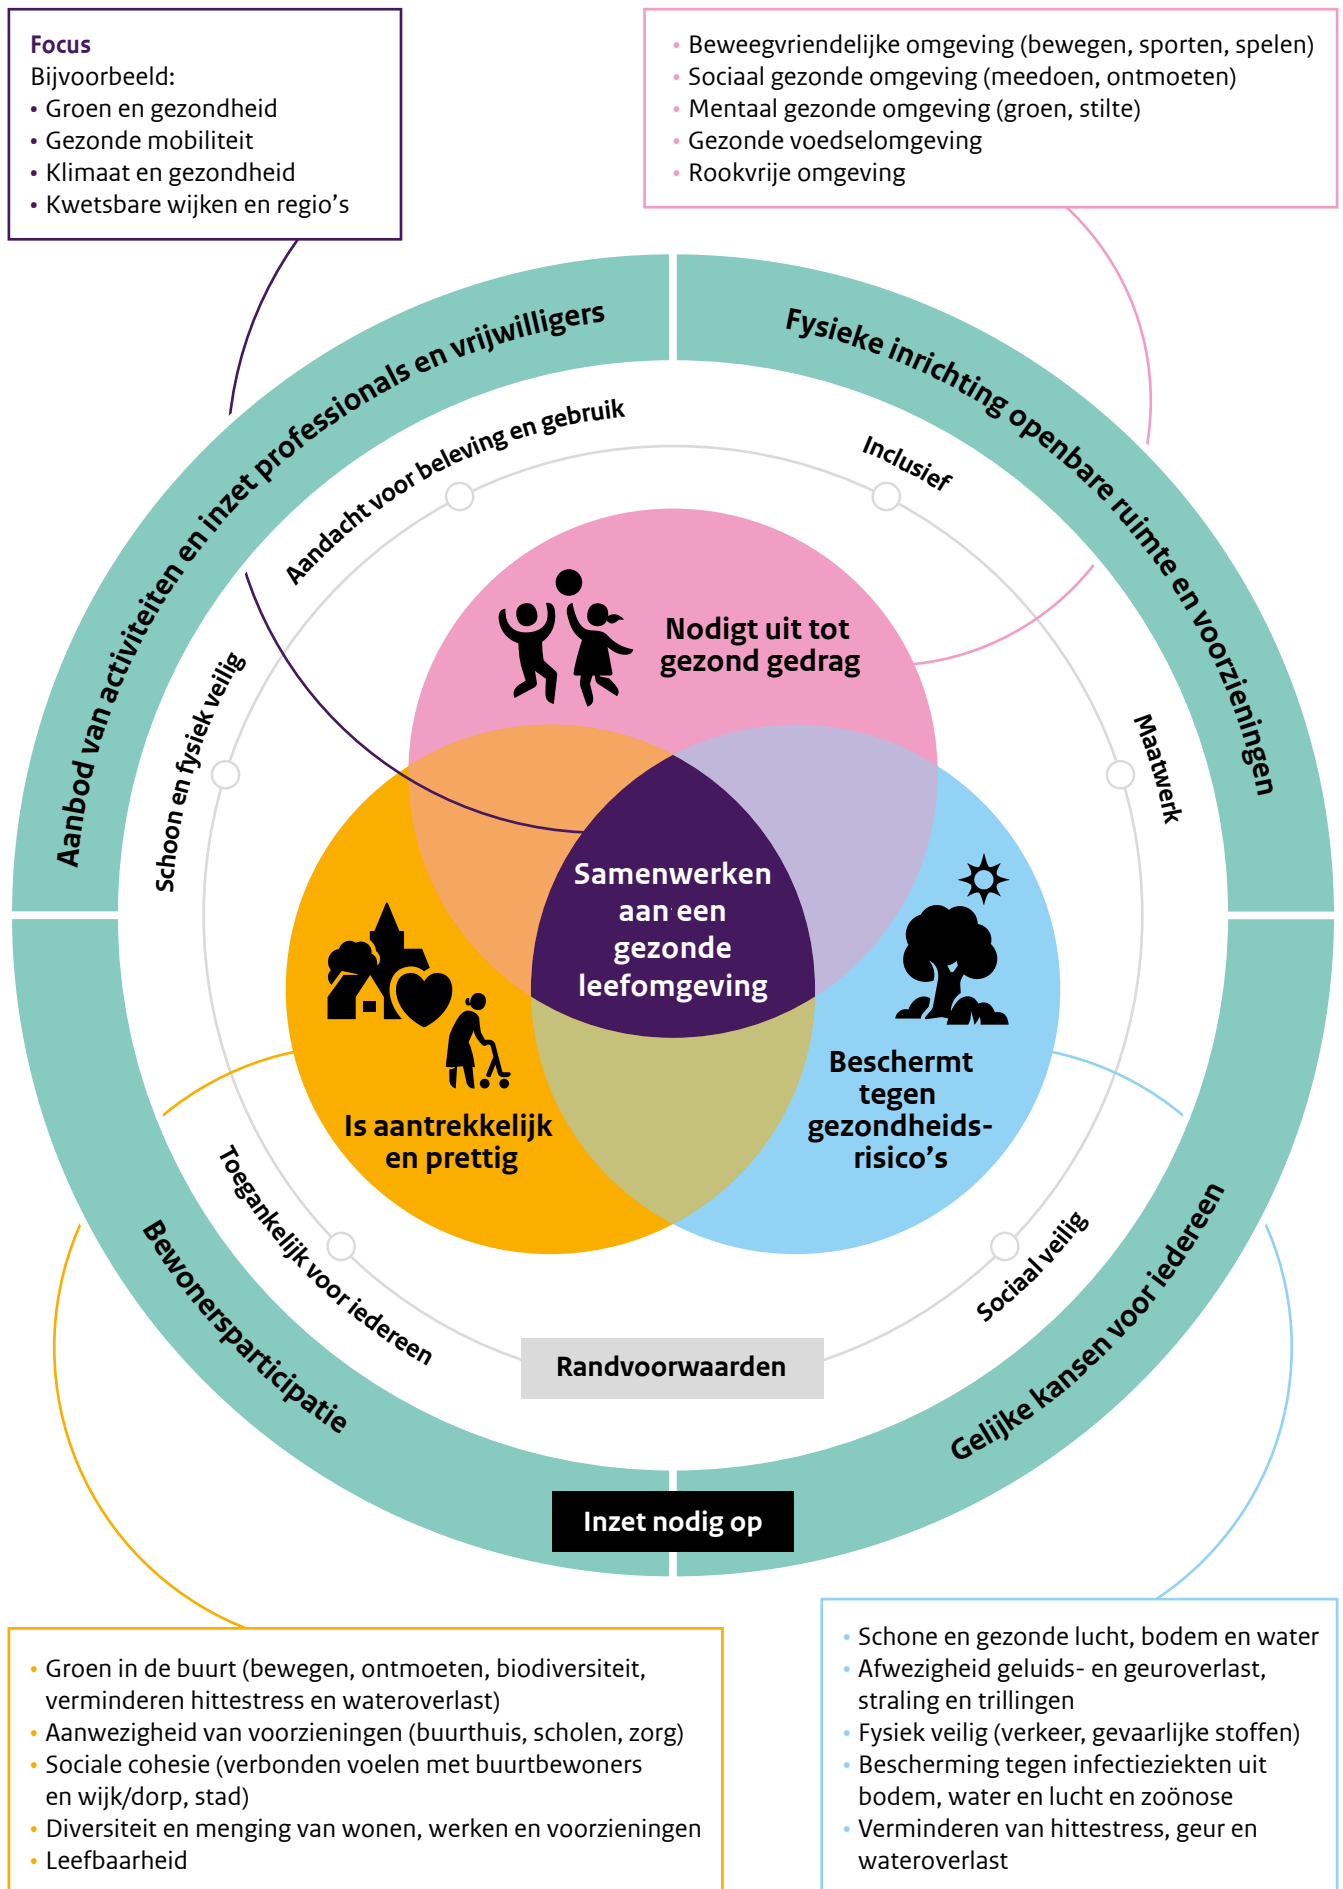 Focus
Bijvoorbeeld:
• Groen en gezondheid
• Gezonde mobiliteit
• Klimaat en gezondheid
• Kwetsbare wijken en regio's
• Beweegvriendelijke omgeving (bewegen, sporten, spelen)
• Sociaal gezonde omgeving (meedoen, ontmoeten)
• Mentaal gezonde omgeving (groen, stilte)
• Gezonde voedselomgeving
• Rookvrije omgeving
Aanbod van activiteiten en inzet professionals en vrijwilligers
Fysieke inrichting openbare ruimte en voorzieningen
Aandacht voor beleving en gebruik
Inclusief
Schoon en fysiek veilig
Maatwerk
Nodigt uit tot
gezond gedrag
Samenwerken
aan een
gezonde
leefomgeving
Is aantrekkelijk
en prettig
Beschermt
tegen
gezondheids-
risico's
Toegankelijk voor iedereen
Sociaal veilig
Randvoorwaarden
Bewonersparticipatie
Gelijke kansen voor iedereen
Inzet nodig op
• Groen in de buurt (bewegen, ontmoeten, biodiversiteit,
verminderen hittestress en wateroverlast)
• Aanwezigheid van voorzieningen (buurthuis, scholen, zorg)
• Sociale cohesie (verbonden voelen met buurtbewoners
en wijk/dorp, stad)
• Diversiteit en menging van wonen, werken en voorzieningen
• Leefbaarheid
• Schone en gezonde lucht, bodem en water
• Afwezigheid geluids- en geuroverlast,
straling en trillingen
• Fysiek veilig (verkeer, gevaarlijke stoffen)
• Bescherming tegen infectieziekten uit
bodem, water en lucht en zoönose
• Verminderen van hittestress, geur en
wateroverlast